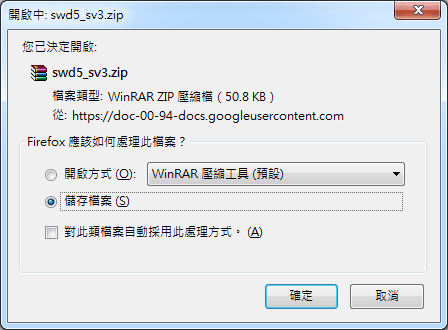 開啟中: swd5_sv3.zip
您已決定開啟:
swd5_sv3.zip
檔案類型: WinRAR ZIP 壓縮檔 (50.8 KB)
從: https://doc-00-94-docs.googleusercontent.com
Firefox 應該如何處理此檔案？
開啟方式 (O): WinRAR 壓縮工具 (預設)
儲存檔案 (S)
對此類檔案自動採用此處理方式。(A)
確定 取消